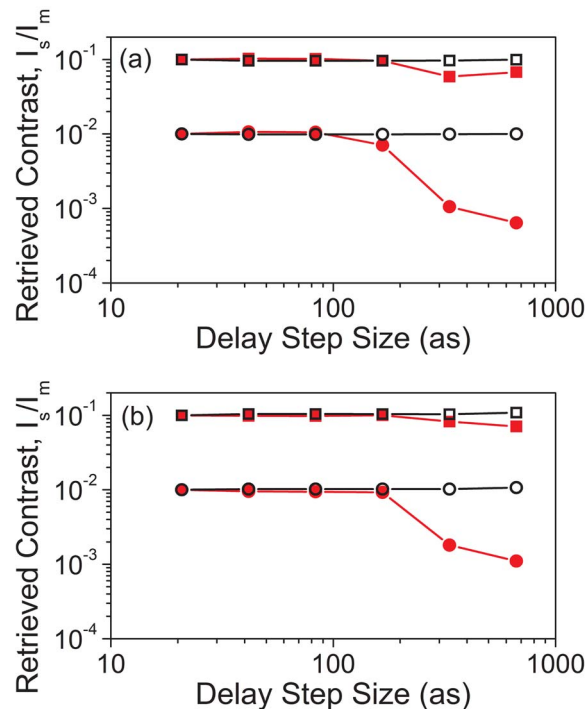 Retrieved Contrast, I_s/I_m
(a)
10^-1
10^-2
10^-3
10^-4
10 100 1000
Delay Step Size (as)
Retrieved Contrast, I_s/I_m
(b)
10^-1
10^-2
10^-3
10^-4
10 100 1000
Delay Step Size (as)